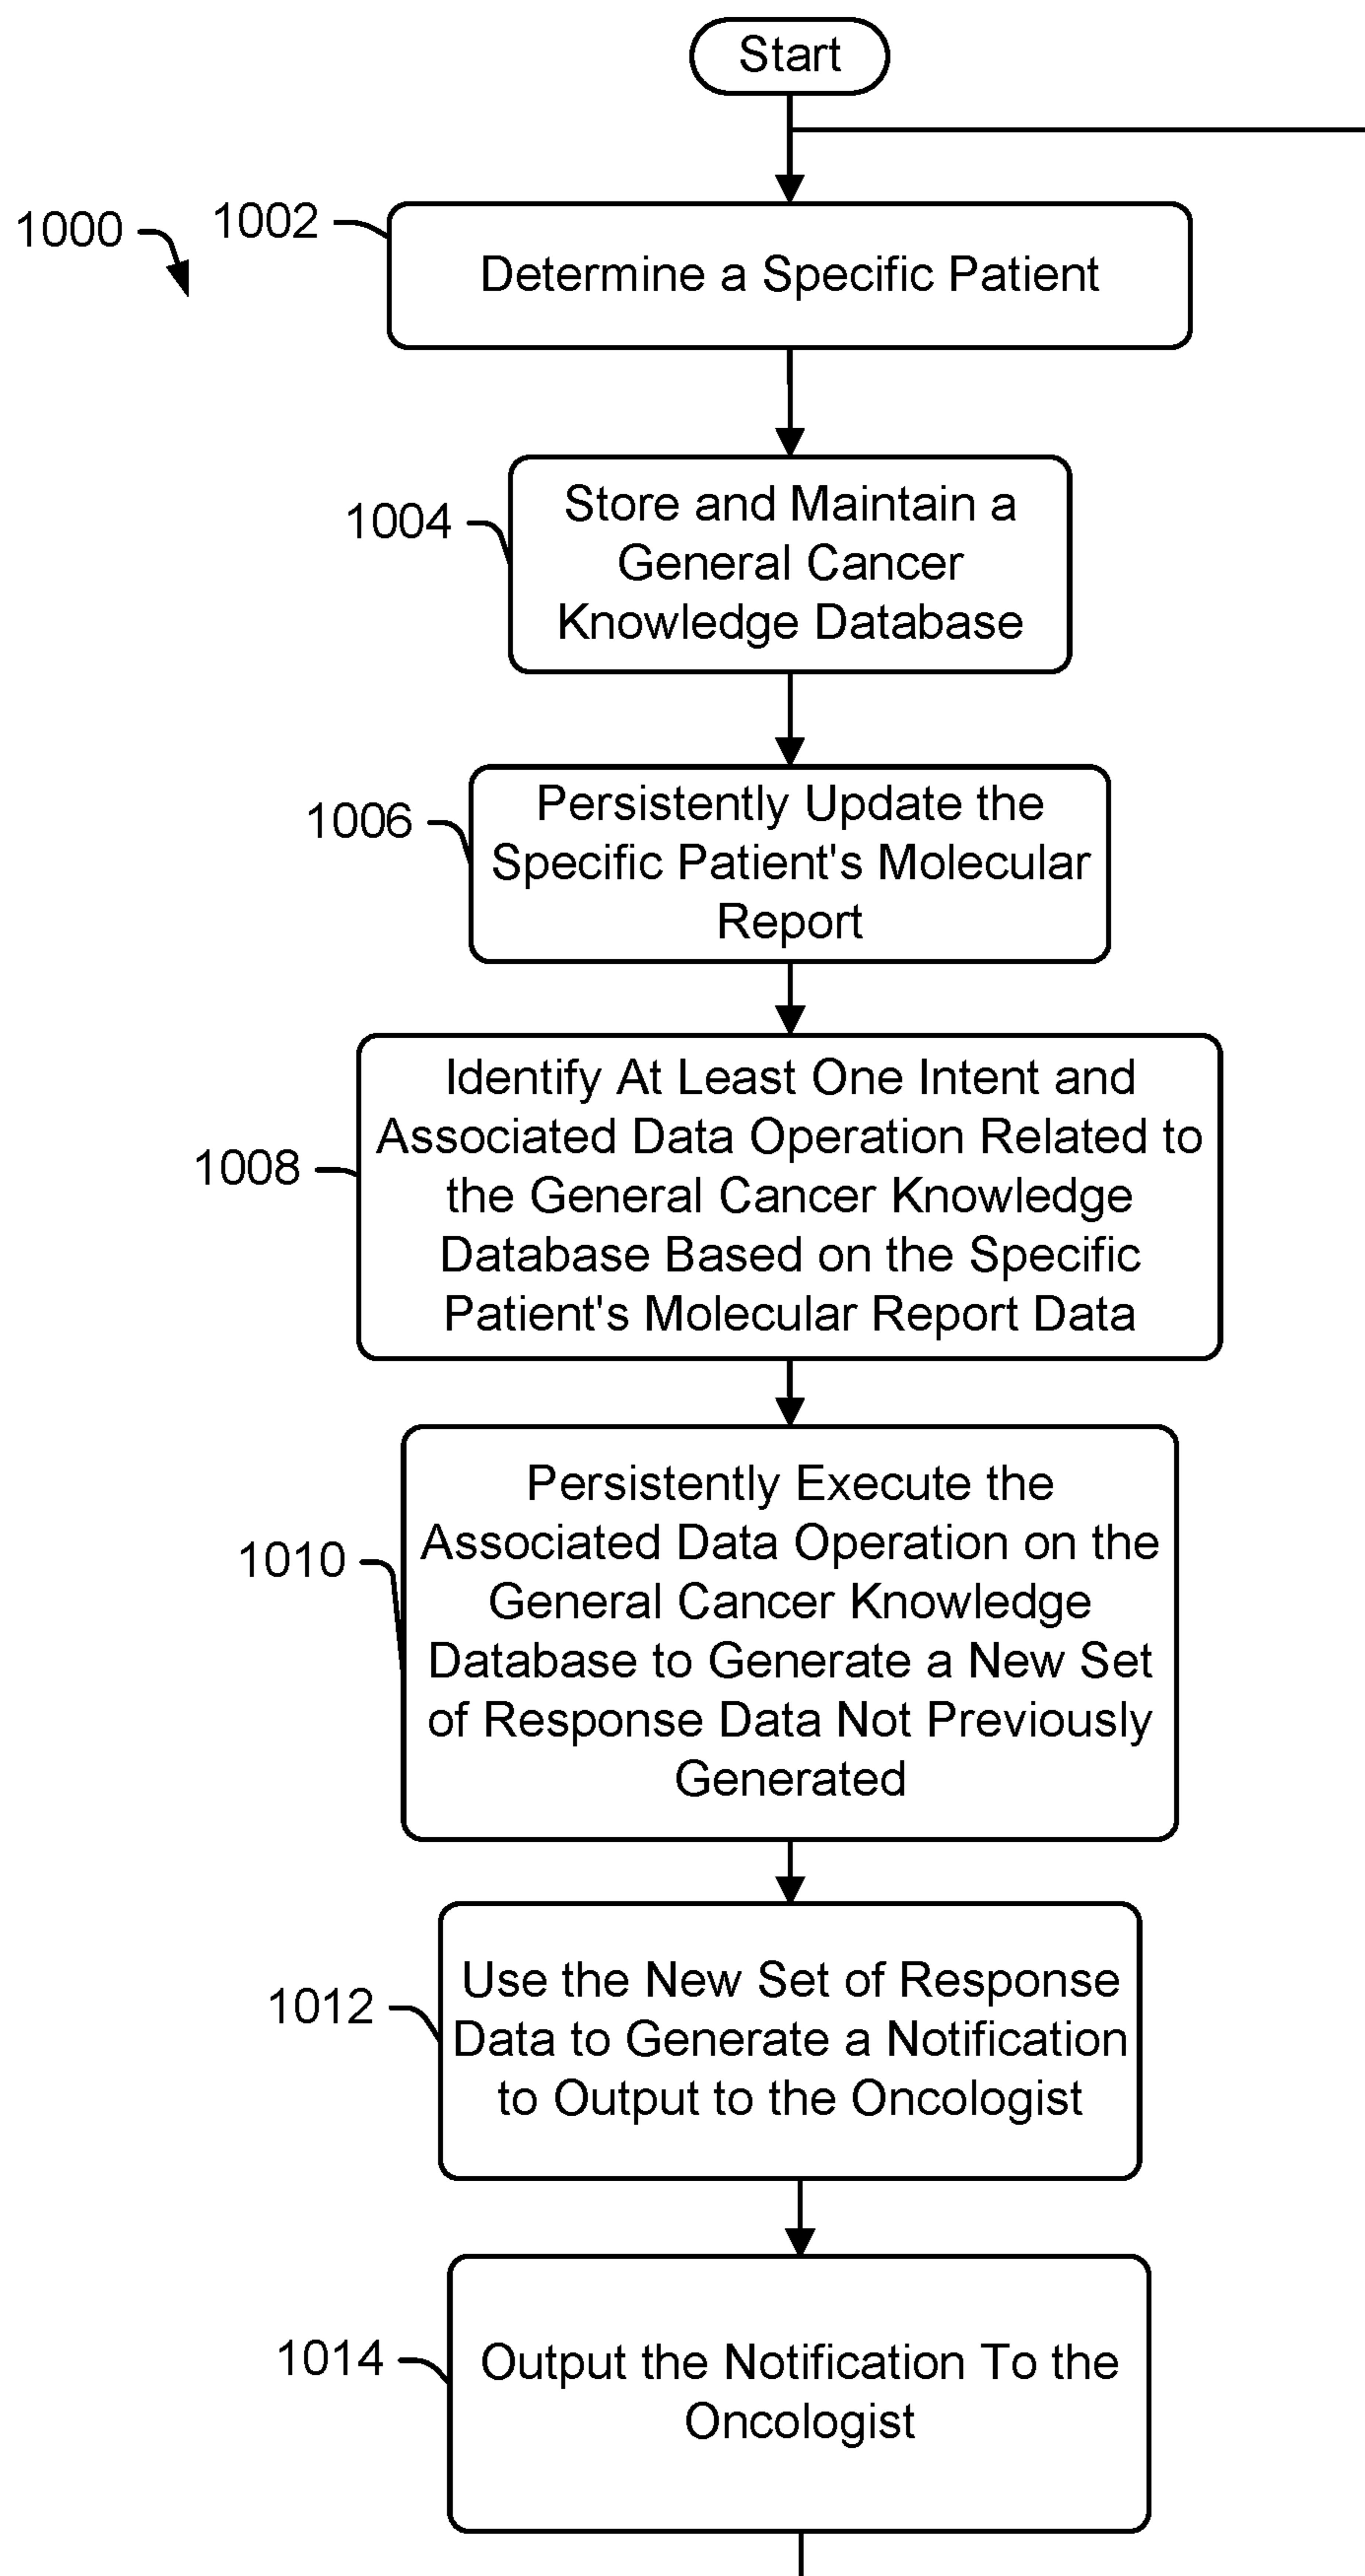 Start
1000
1002
Determine a Specific Patient
1004
Store and Maintain a
General Cancer
Knowledge Database
1006
Persistently Update the
Specific Patient's Molecular
Report
1008
Identify At Least One Intent and
Associated Data Operation Related to
the General Cancer Knowledge
Database Based on the Specific
Patient's Molecular Report Data
1010
Persistently Execute the
Associated Data Operation on the
General Cancer Knowledge
Database to Generate a New Set
of Response Data Not Previously
Generated
1012
Use the New Set of Response
Data to Generate a Notification
to Output to the Oncologist
1014
Output the Notification To the
Oncologist